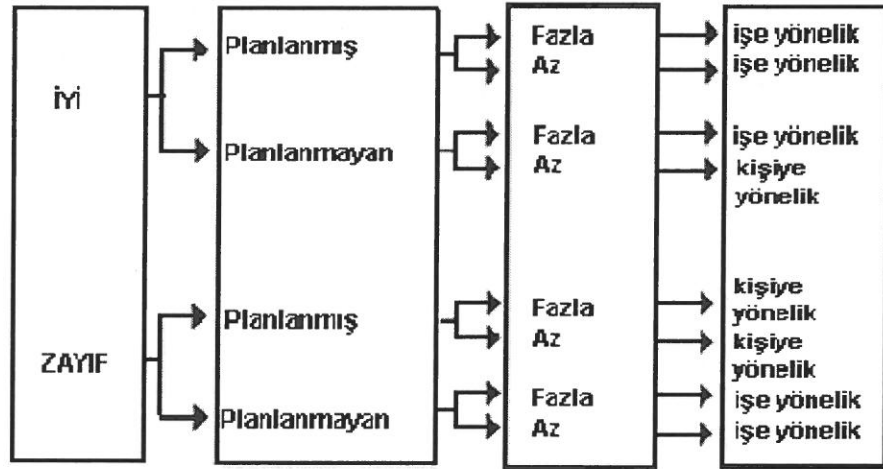 İYİ
Planlanmış
Fazla
işe yönelik
Az
işe yönelik
Planlanmayan
Fazla
işe yönelik
Az
kişiye
yönelik
ZAYIF
Planlanmış
Fazla
kişiye
yönelik
Az
kişiye
yönelik
Planlanmayan
Fazla
işe yönelik
Az
işe yönelik